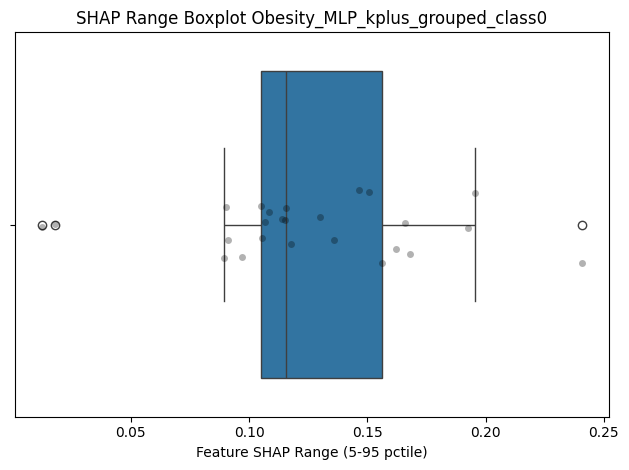 SHAP Range Boxplot Obesity_MLP_kplus_grouped_class0
0.05 0.10 0.15 0.20 0.25
Feature SHAP Range (5-95 pctile)